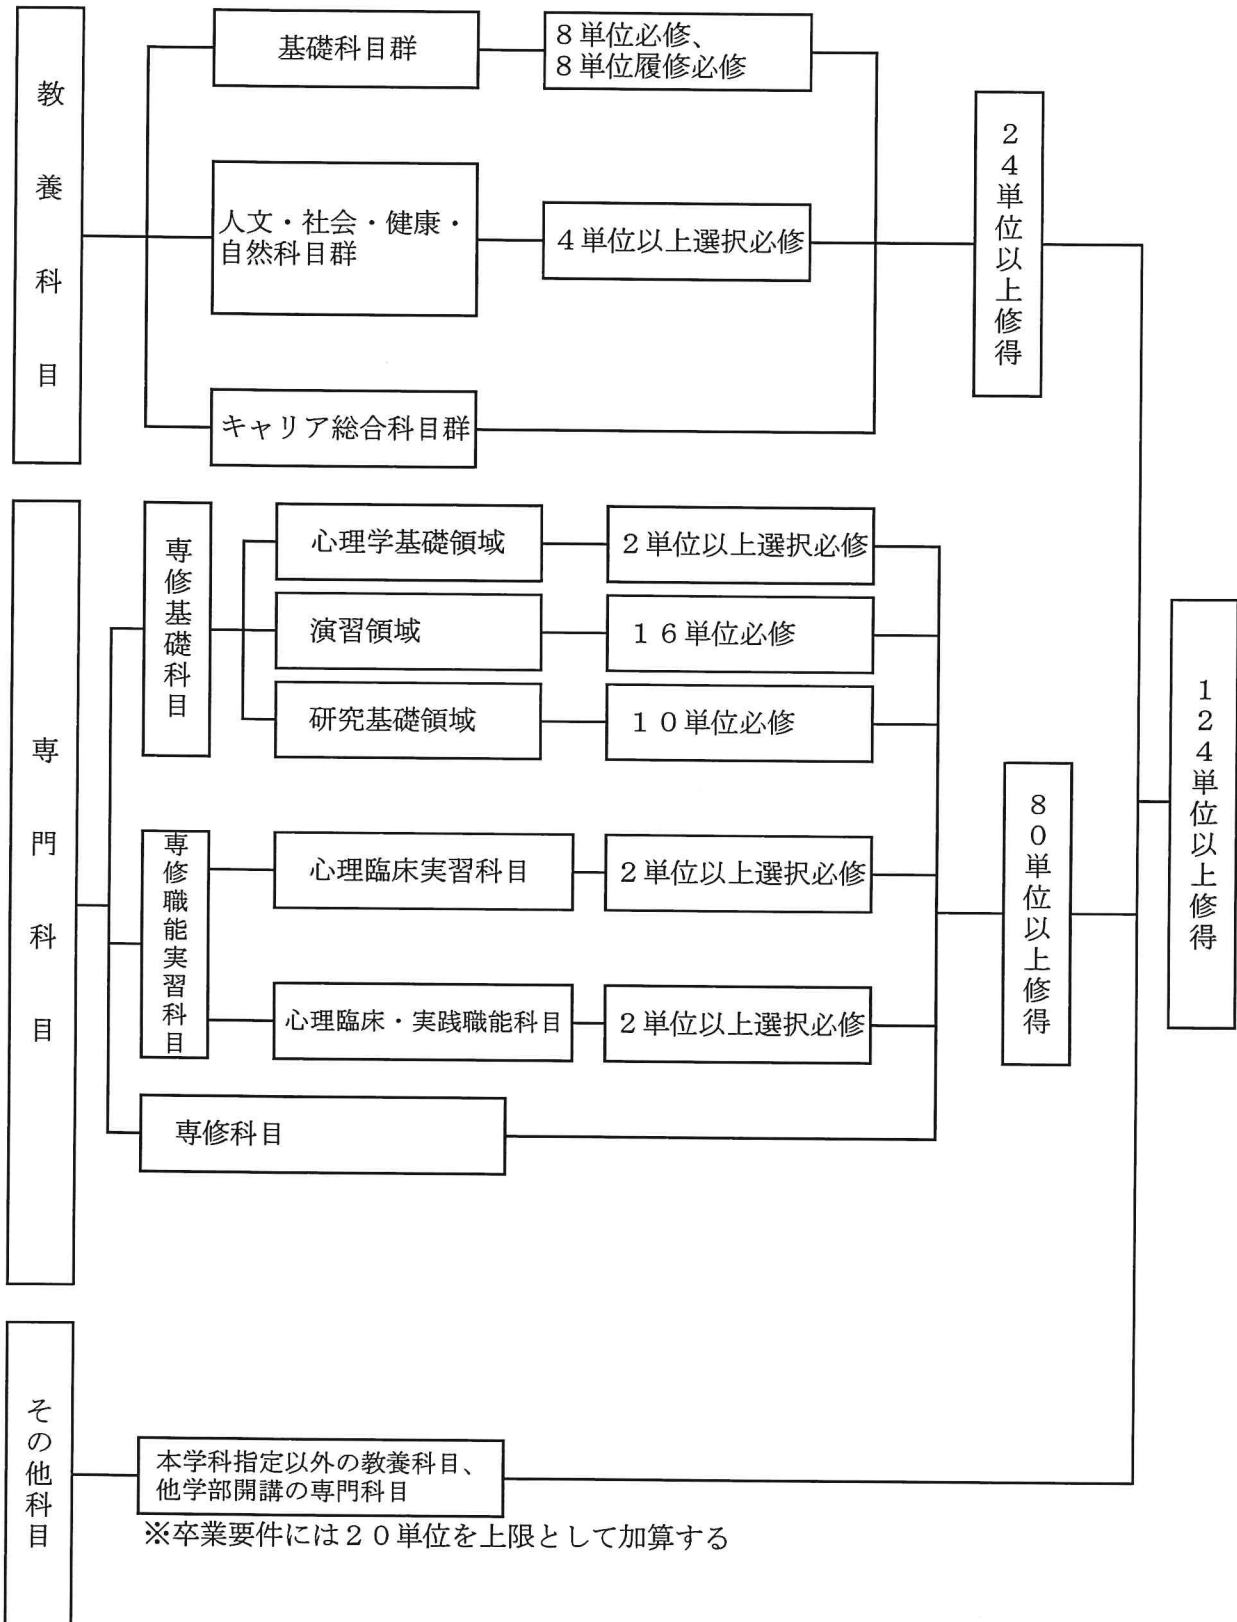 教養科目
基礎科目群
8単位必修、
8単位履修必修
人文・社会・健康・
自然科目群
4単位以上選択必修
キャリア総合科目群
24単位以上修得
専門科目
専修基礎科目
心理学基礎領域
2単位以上選択必修
演習領域
16単位必修
研究基礎領域
10単位必修
専修職能実習科目
心理臨床実習科目
2単位以上選択必修
心理臨床・実践職能科目
2単位以上選択必修
専修科目
80単位以上修得
124単位以上修得
その他科目
本学科指定以外の教養科目、
他学部開講の専門科目
※卒業要件には20単位を上限として加算する